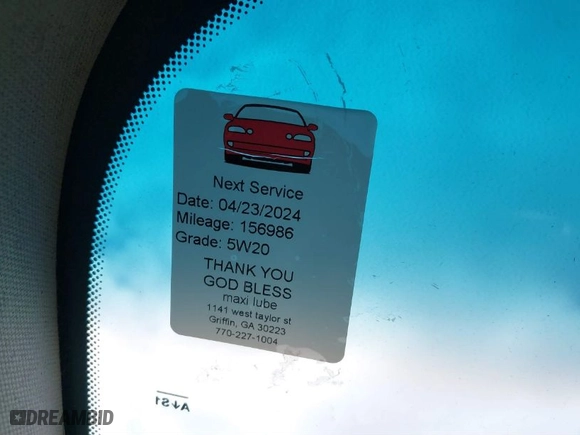 Next Service
Date: 04/23/2024
Mileage: 156986
Grade: 5W20
THANK YOU
GOD BLESS
maxi lube
1141 west taylor st
Griffin, GA 30223
770-227-1004
A↓S1
DREAMBID